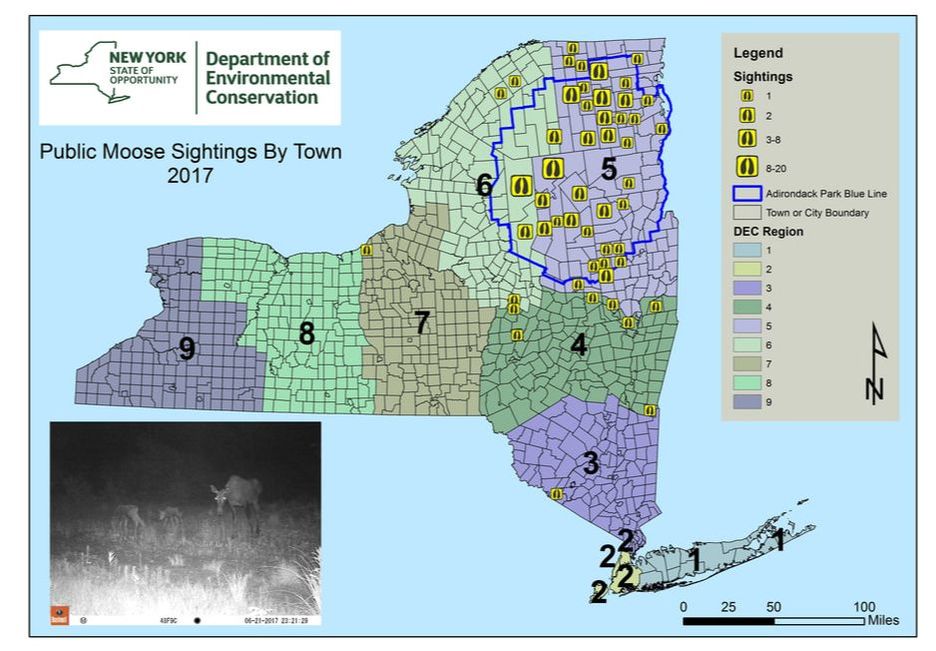 NEW YORK
STATE OF
OPPORTUNITY
Department of
Environmental
Conservation
Public Moose Sightings By Town
2017
Legend
Sightings
1
2
3-8
8-20
Adirondack Park Blue Line
Town or City Boundary
DEC Region
1
2
3
4
5
6
7
8
9
N
5
6
7
8
9
4
3
2
2
2
2
1
1
0 25 50 100
Miles
06-21-2017 23:21:29